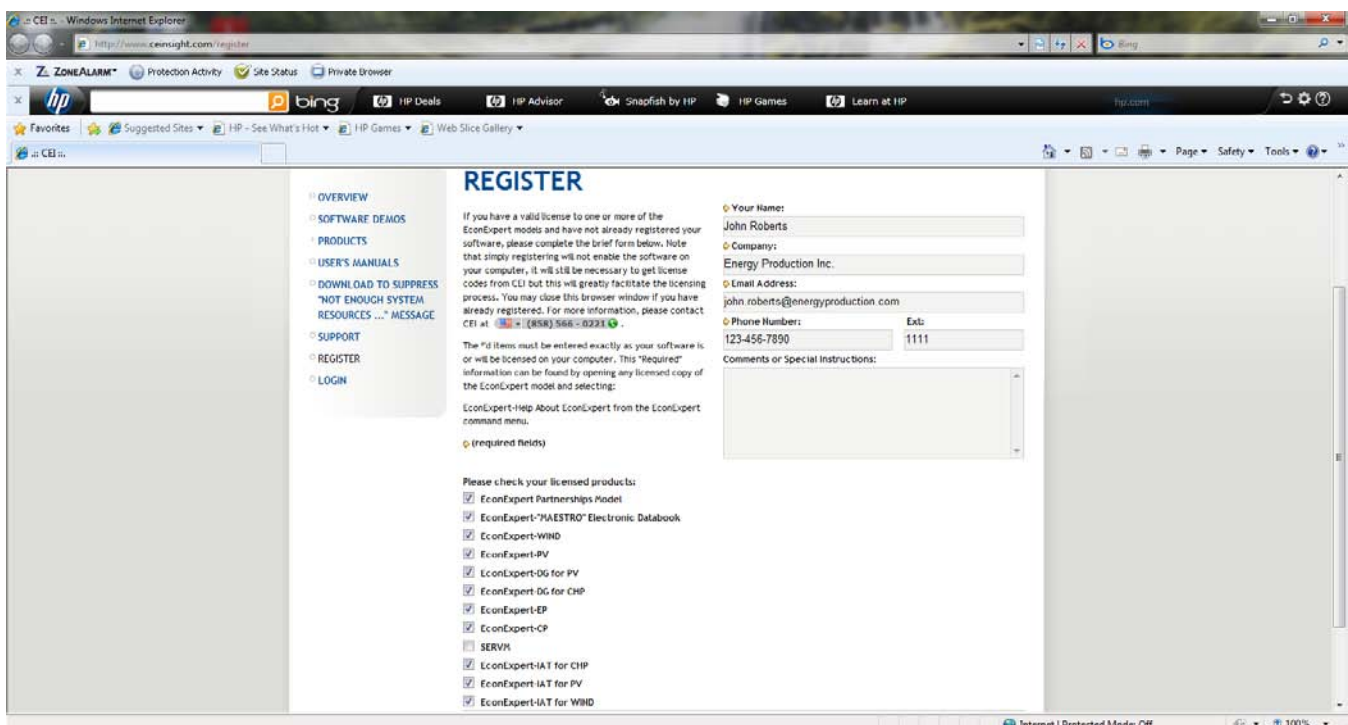 .:: CEI ::. - Windows Internet Explorer
http://www.ceinsight.com/register
Bing
ZONEALARM Protection Activity Site Status Private Browser
hp bing HP Deals HP Advisor Snapfish by HP HP Games Learn at HP hp.com
Favorites Suggested Sites HP - See What's Hot HP Games Web Slice Gallery
.:: CEI ::. Page Safety Tools
OVERVIEW
SOFTWARE DEMOS
PRODUCTS
USER'S MANUALS
DOWNLOAD TO SUPPRESS
"NOT ENOUGH SYSTEM
RESOURCES ..." MESSAGE
SUPPORT
REGISTER
LOGIN
REGISTER
If you have a valid license to one or more of the
EconExpert models and have not already registered your
software, please complete the brief form below. Note
that simply registering will not enable the software on
your computer, it will still be necessary to get license
codes from CEI but this will greatly facilitate the licensing
process. You may close this browser window if you have
already registered. For more information, please contact
CEI at (858) 566 - 0221 .
The *'d items must be entered exactly as your software is
or will be licensed on your computer. This "Required"
information can be found by opening any licensed copy of
the EconExpert model and selecting:
EconExpert-Help About EconExpert from the EconExpert
command menu.
(required fields)
Your Name:
John Roberts
Company:
Energy Production Inc.
Email Address:
john.roberts@energyproduction.com
Phone Number: Ext:
123-456-7890 1111
Comments or Special Instructions:
Please check your licensed products:
EconExpert Partnerships Model
EconExpert-"MAESTRO" Electronic Databook
EconExpert-WIND
EconExpert-PV
EconExpert-DG for PV
EconExpert-DG for CHP
EconExpert-EP
EconExpert-CP
SERVM
EconExpert-IAT for CHP
EconExpert-IAT for PV
EconExpert-IAT for WIND
Internet | Protected Mode: Off 100%